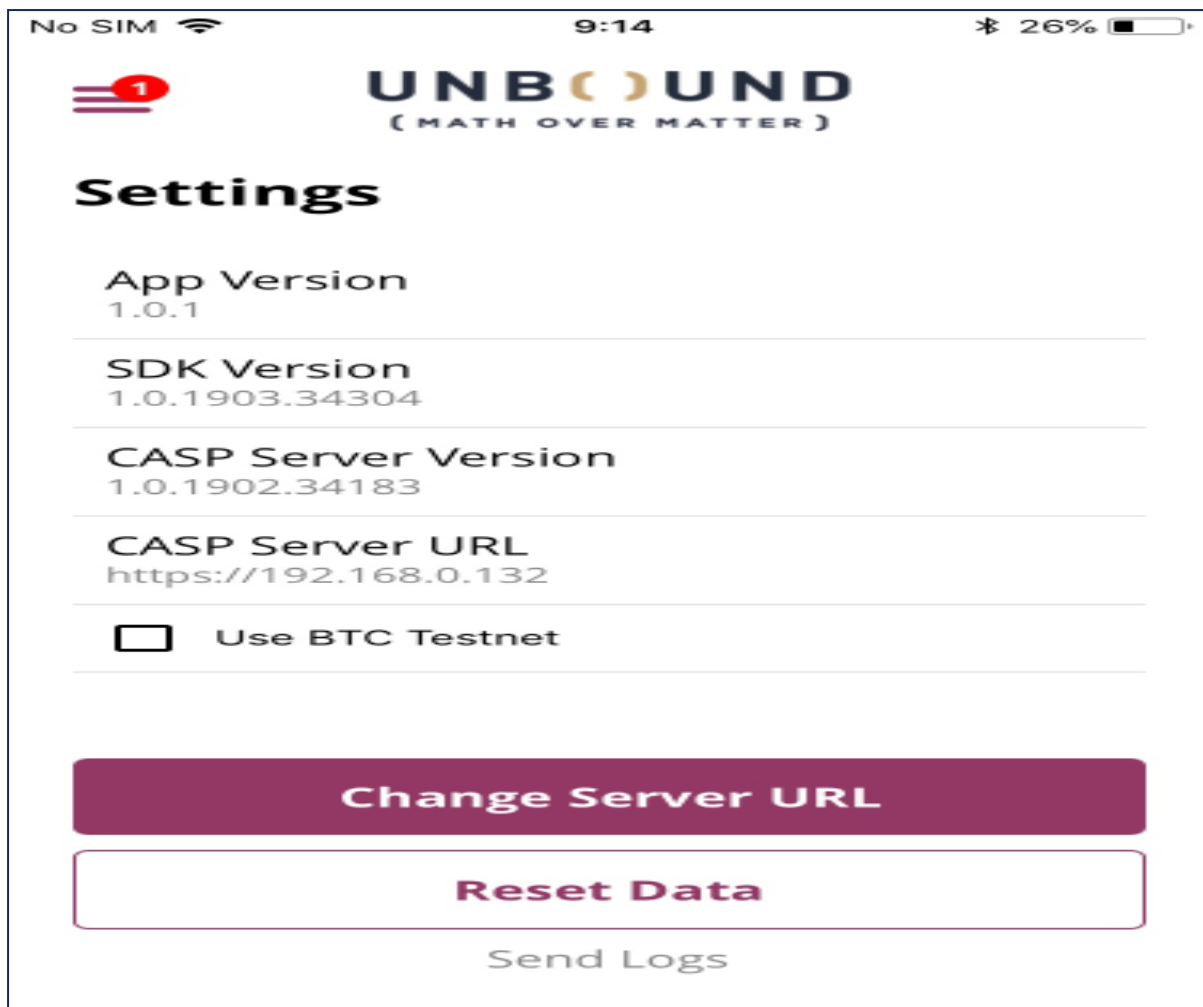 No SIM 9:14 26%
1
UNB()UND
(MATH OVER MATTER)
Settings
App Version
1.0.1
SDK Version
1.0.1903.34304
CASP Server Version
1.0.1902.34183
CASP Server URL
https://192.168.0.132
Use BTC Testnet
Change Server URL
Reset Data
Send Logs